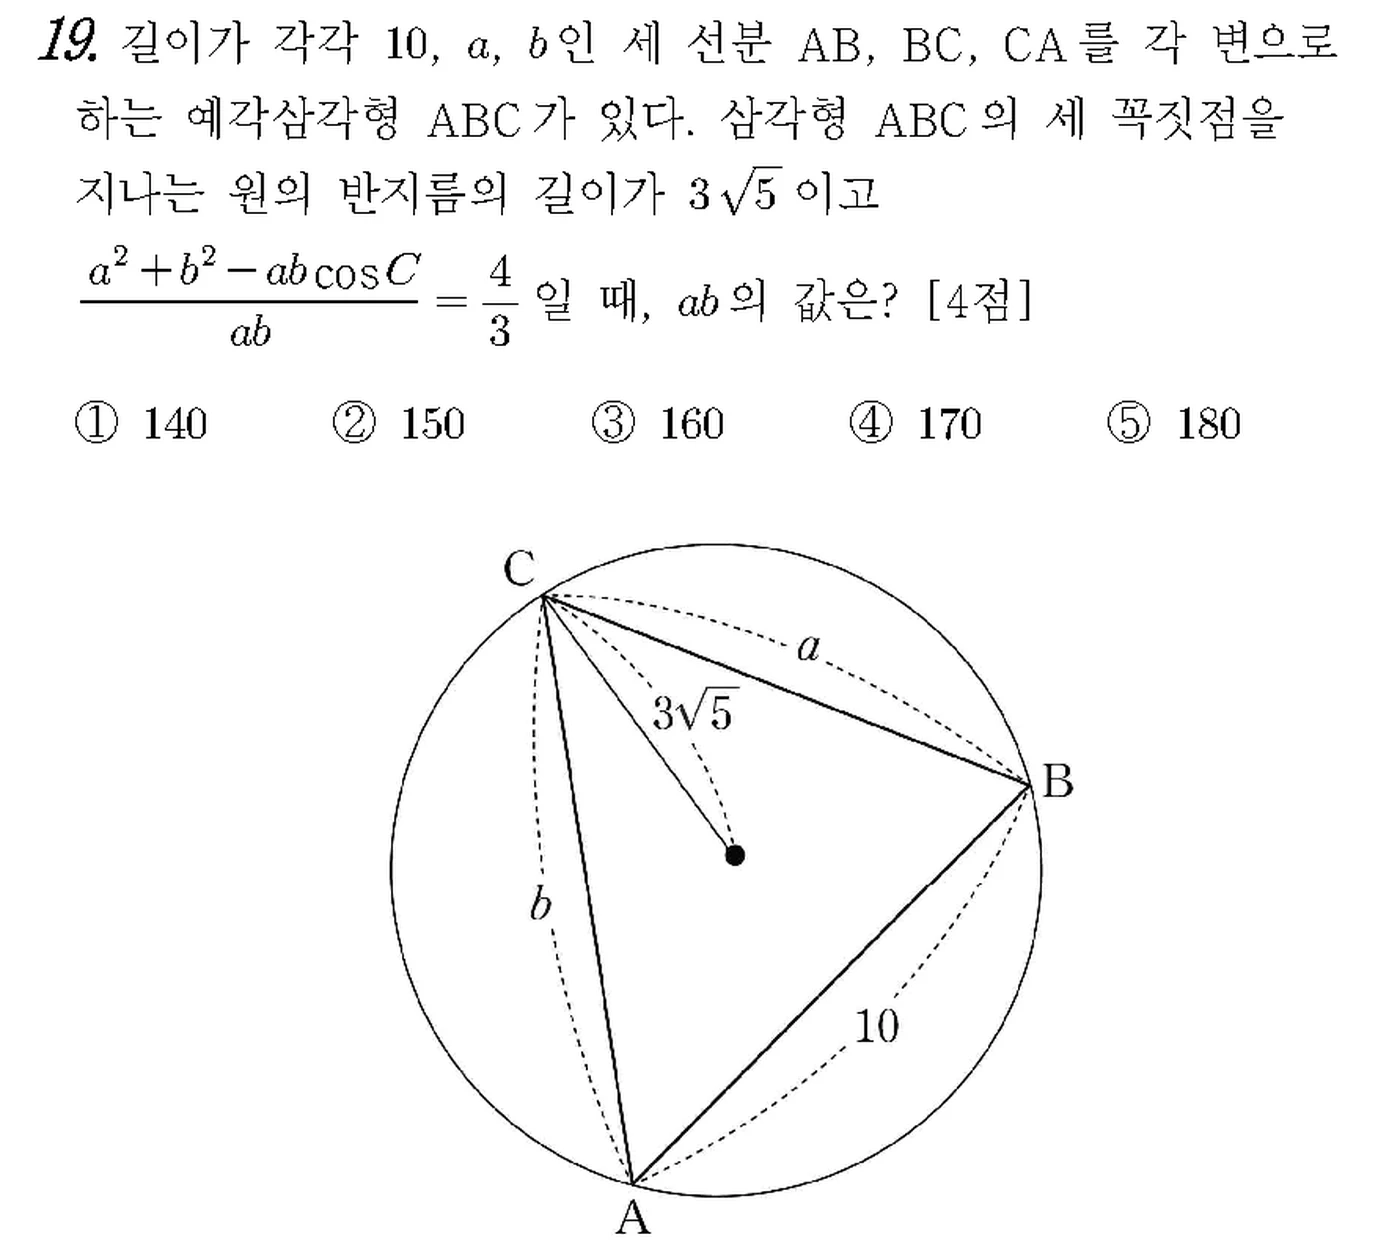 19. 길이가 각각 10, a, b인 세 선분 AB, BC, CA를 각 변으로
하는 예각삼각형 ABC가 있다. 삼각형 ABC의 세 꼭짓점을
지나는 원의 반지름의 길이가 3√5 이고
(a² + b² − ab cos C)/(ab) = 4/3 일 때, ab의 값은? [4점]
① 140 ② 150 ③ 160 ④ 170 ⑤ 180
C
a
3√5
B
b
10
A